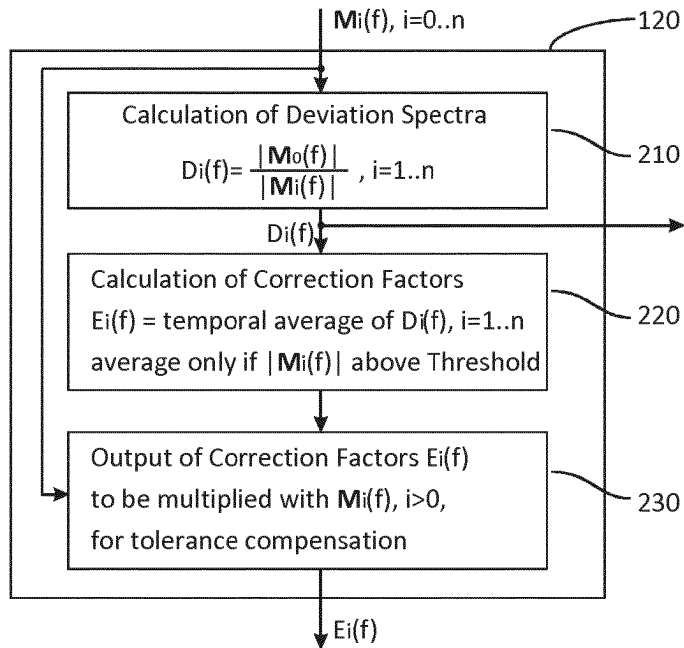 Mi(f), i=0..n
120
Calculation of Deviation Spectra
Di(f)= |M0(f)| / |Mi(f)| , i=1..n
210
Di(f)
Calculation of Correction Factors
Ei(f) = temporal average of Di(f), i=1..n
average only if |Mi(f)| above Threshold
220
Output of Correction Factors Ei(f)
to be multiplied with Mi(f), i>0,
for tolerance compensation
230
Ei(f)